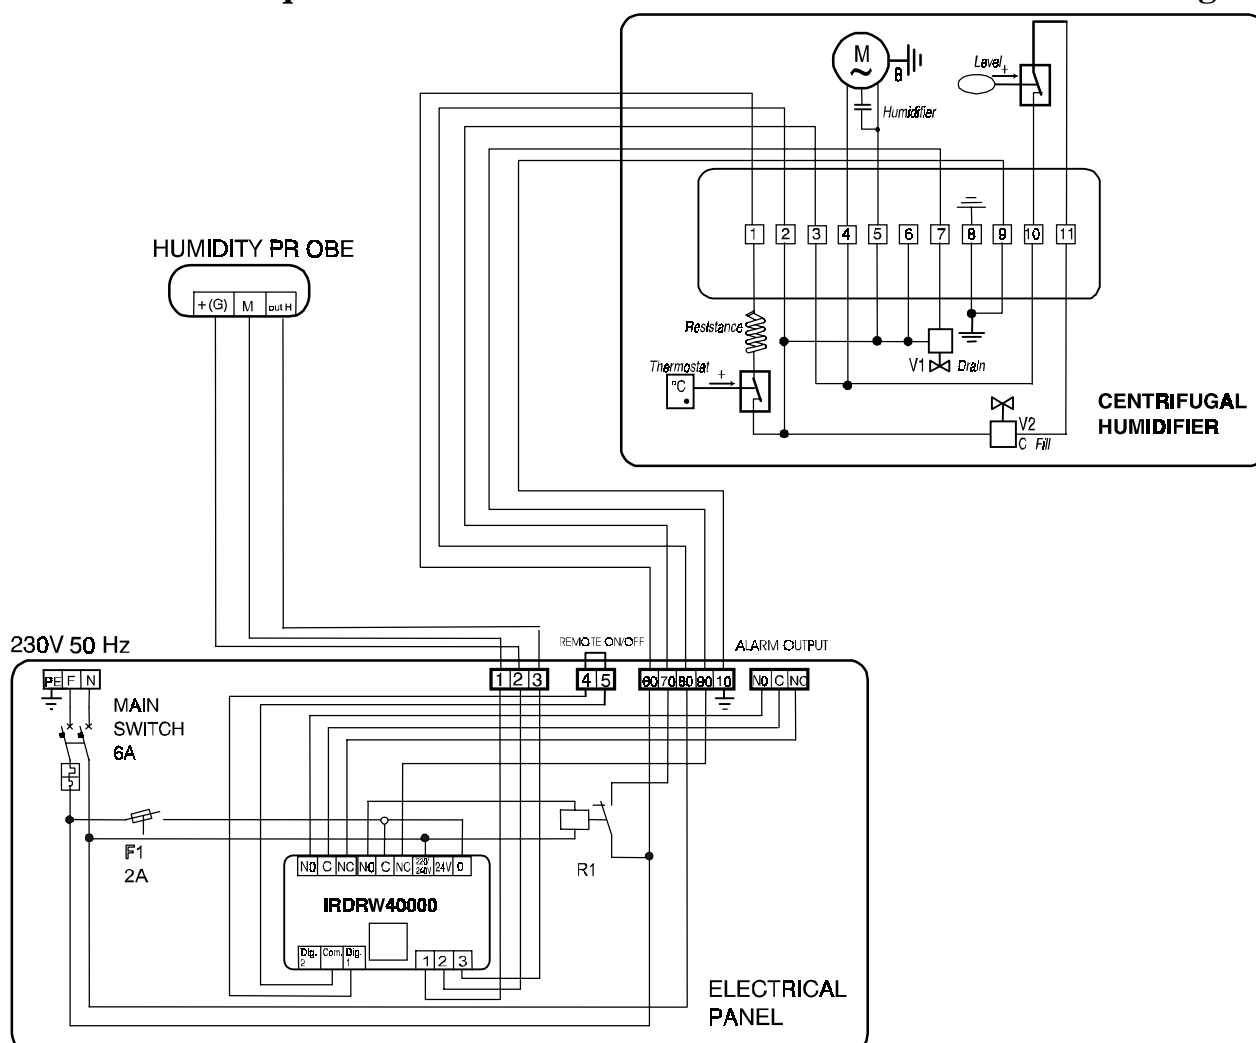 M
~
B
Level
+
Humidifier
1 2 3 4 5 6 7 8 9 10 11
HUMIDITY PR OBE
+(G) M out H
Resistance
Thermostat
+
°C
V1 Drain
V2
C Fill
CENTRIFUGAL
HUMIDIFIER
230V 50 Hz
REMOTE ON/OFF
ALARM OUTPUT
PE F N
1 2 3
4 5
60 70 80 90 10
NO C NC
MAIN
SWITCH
6A
F1
2A
R1
NO C NC NO C NC 220/240V 24V 0
IRDRW40000
Dig. 2 Com. Dig. 1
1 2 3
ELECTRICAL
PANEL